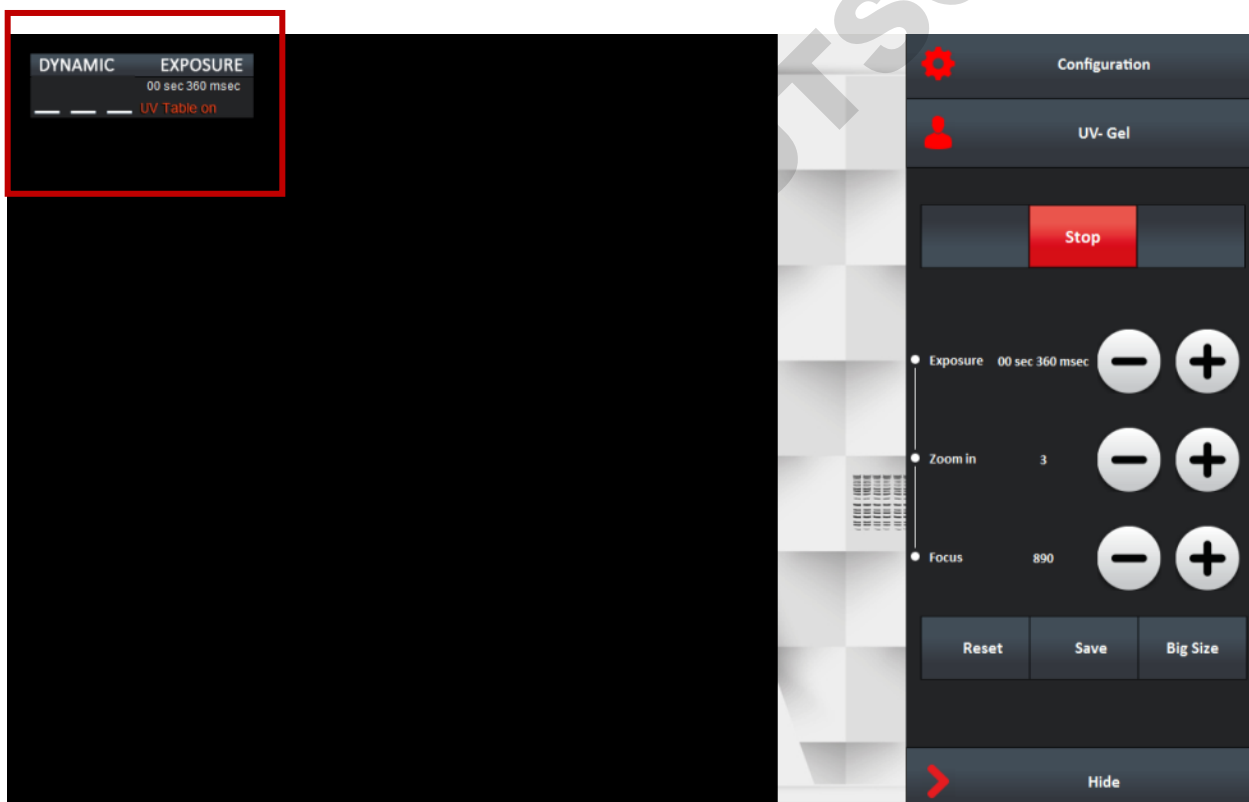 DYNAMIC EXPOSURE
00 sec 360 msec
UV Table on
Configuration
UV- Gel
Stop
Exposure 00 sec 360 msec
Zoom in 3
Focus 890
Reset Save Big Size
Hide